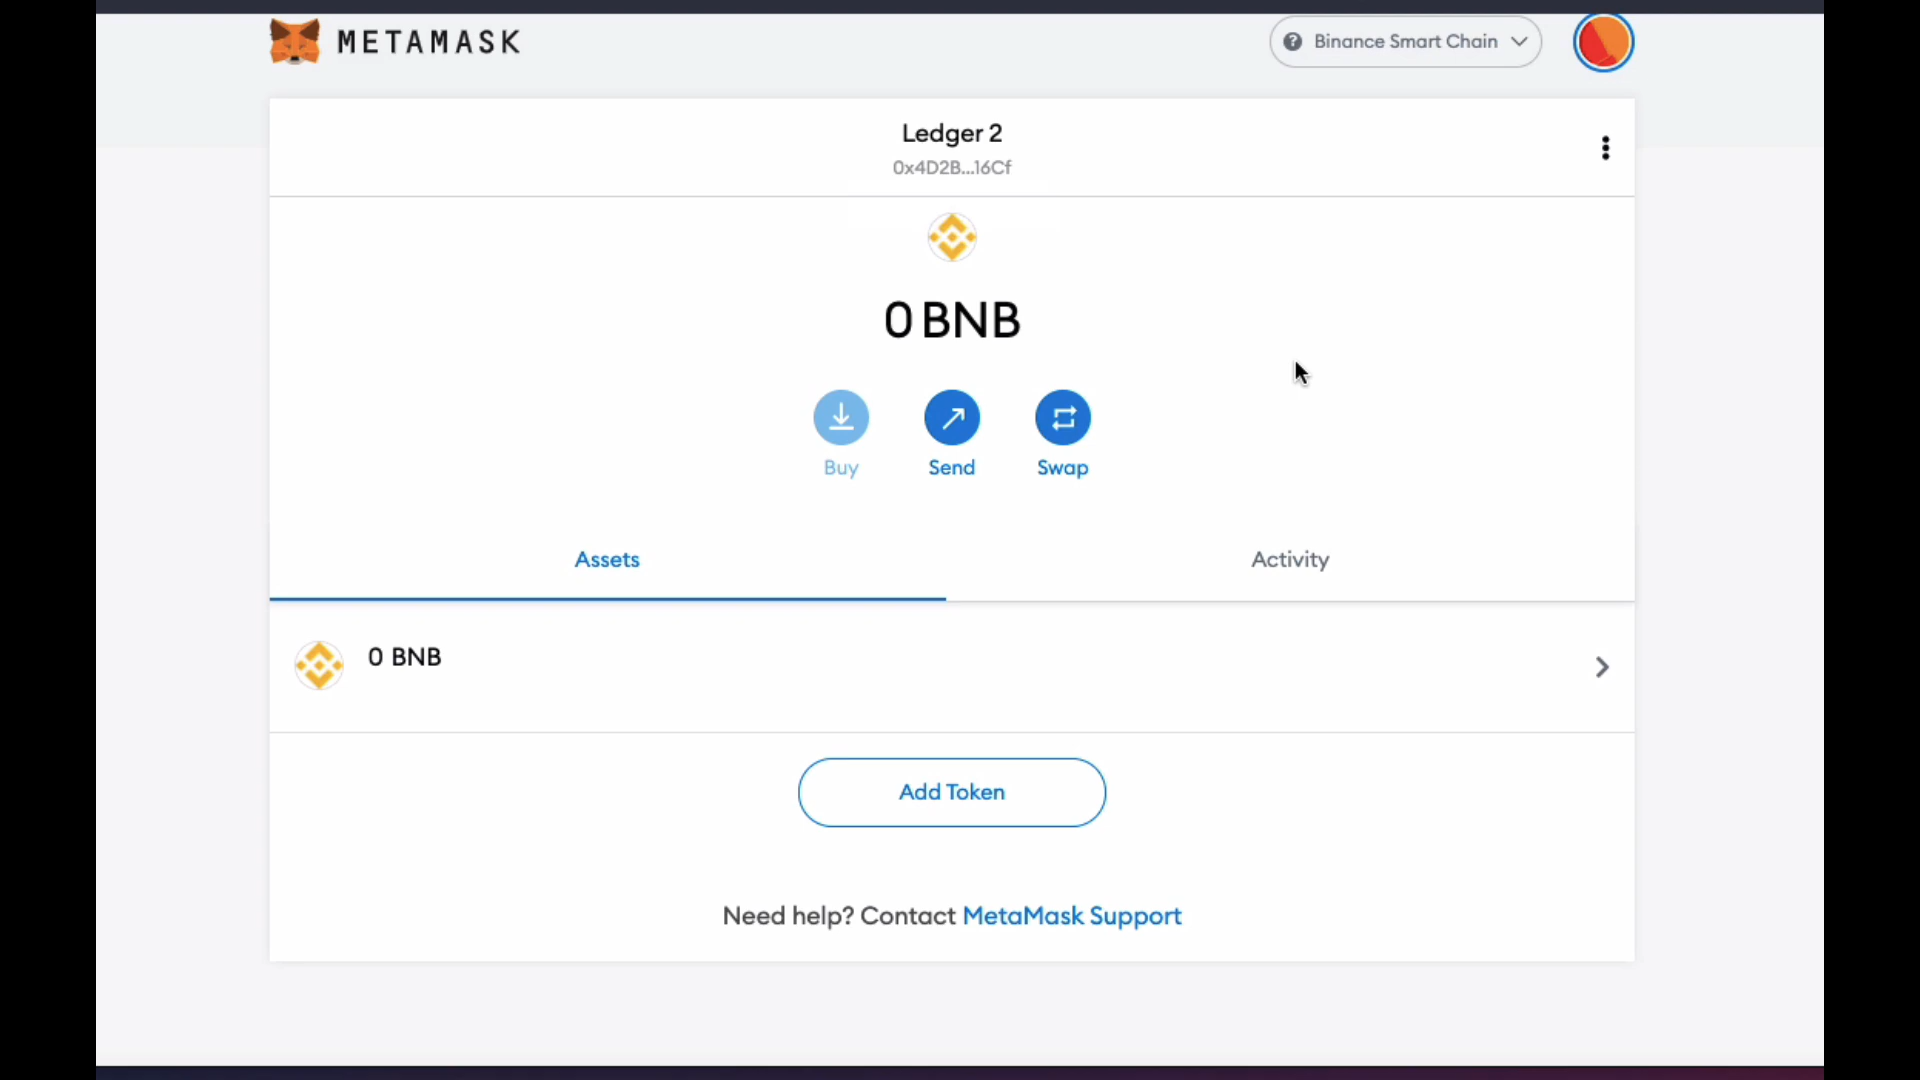 METAMASK
Binance Smart Chain
Ledger 2
0x4D2B...16Cf
0 BNB
Buy
Send
Swap
Assets
Activity
0 BNB
Add Token
Need help? Contact MetaMask Support